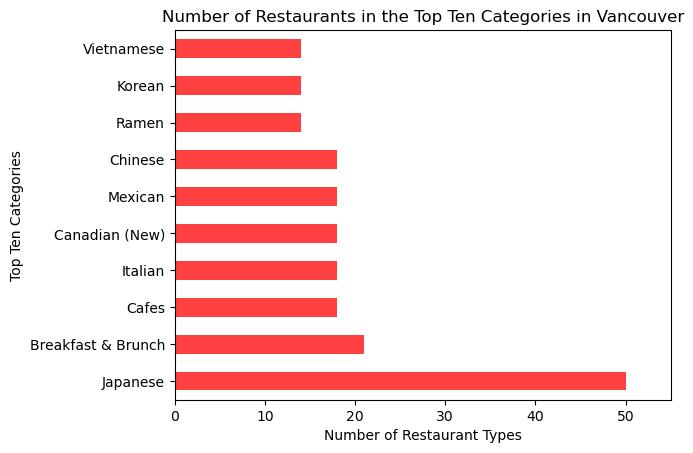 Number of Restaurants in the Top Ten Categories in Vancouver
Top Ten Categories
Vietnamese
Korean
Ramen
Chinese
Mexican
Canadian (New)
Italian
Cafes
Breakfast & Brunch
Japanese
0 10 20 30 40 50
Number of Restaurant Types